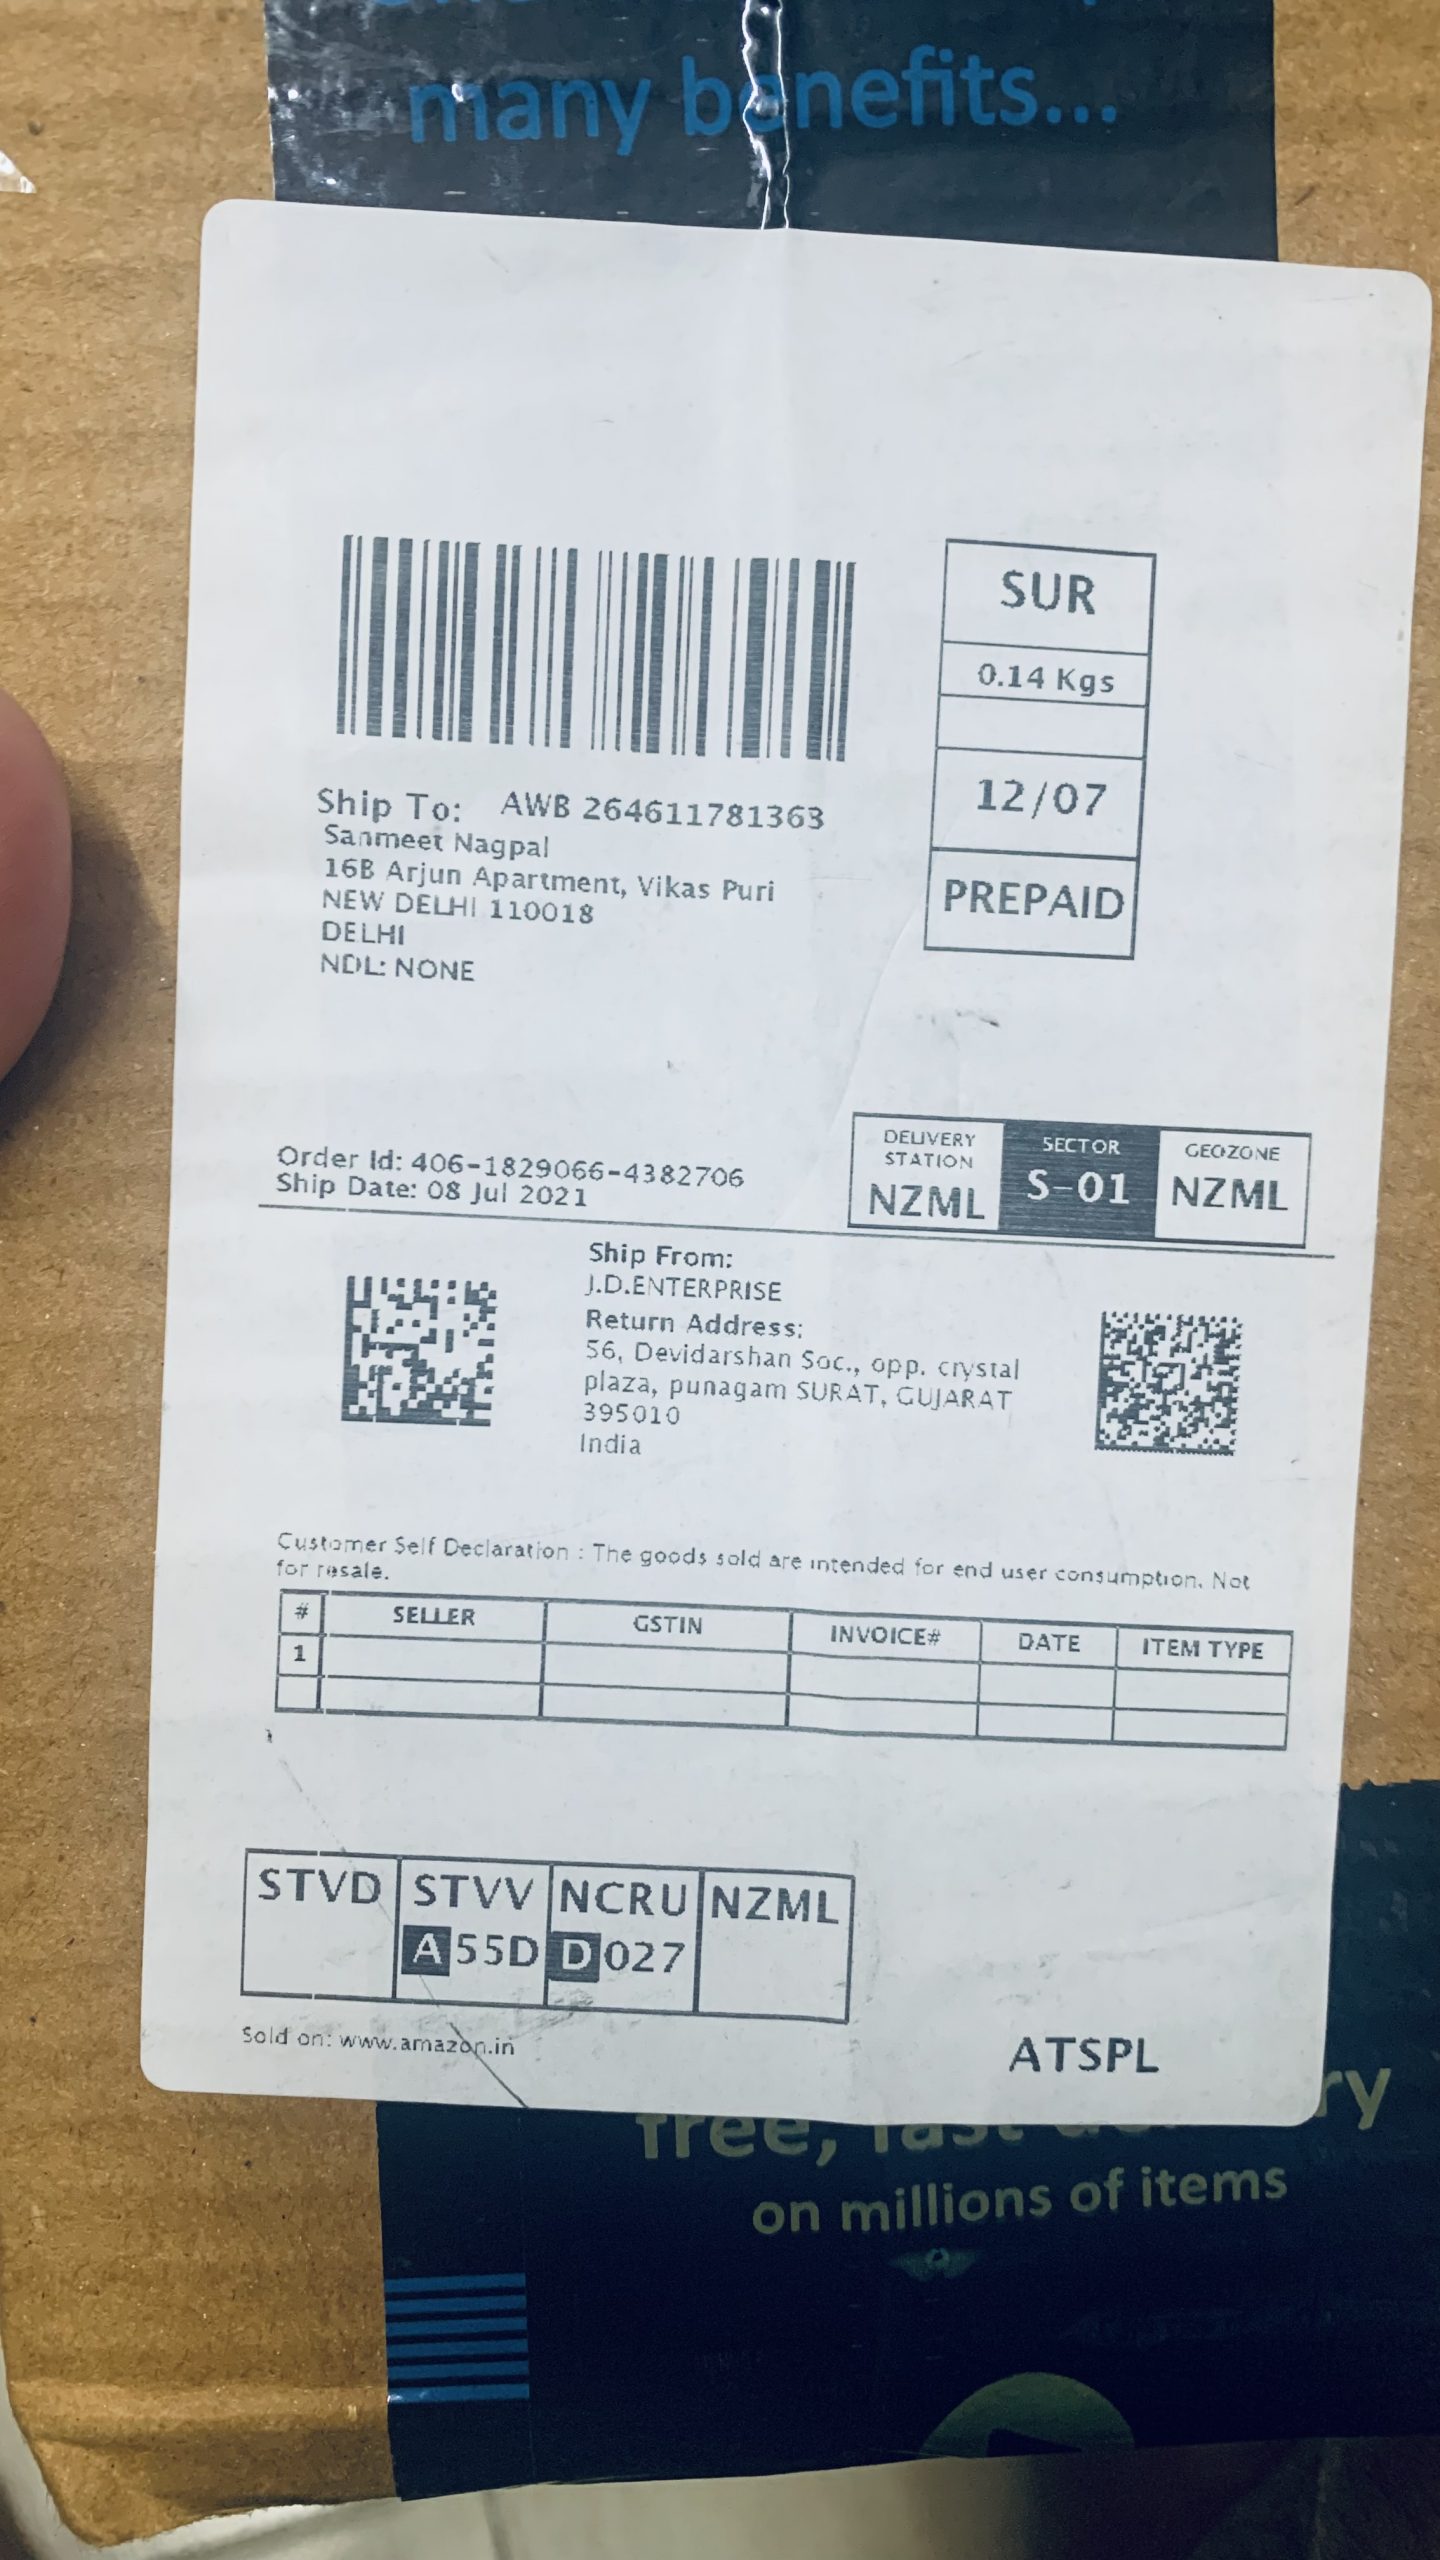 many benefits...
SUR
0.14 Kgs
12/07
PREPAID
Ship To: AWB 264611781363
Sanmeet Nagpal
16B Arjun Apartment, Vikas Puri
NEW DELHI 110018
DELHI
NDL: NONE
Order Id: 406-1829066-4382706
Ship Date: 08 Jul 2021
DELIVERY STATION
NZML
SECTOR
S-01
GEOZONE
NZML
Ship From:
J.D.ENTERPRISE
Return Address:
56, Devidarshan Soc., opp. crystal
plaza, punagam SURAT, GUJARAT
395010
India
Customer Self Declaration : The goods sold are intended for end user consumption. Not
for resale.
# SELLER GSTIN INVOICE# DATE ITEM TYPE
1
STVD STVV NCRU NZML
A 55D D 027
Sold on: www.amazon.in
ATSPL
free, fast
on millions of items